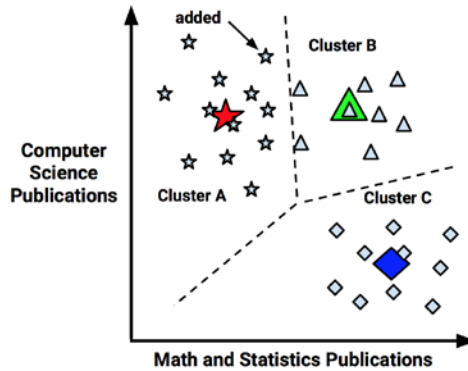 added
Cluster B
Computer
Science
Publications
Cluster A
Cluster C
Math and Statistics Publications